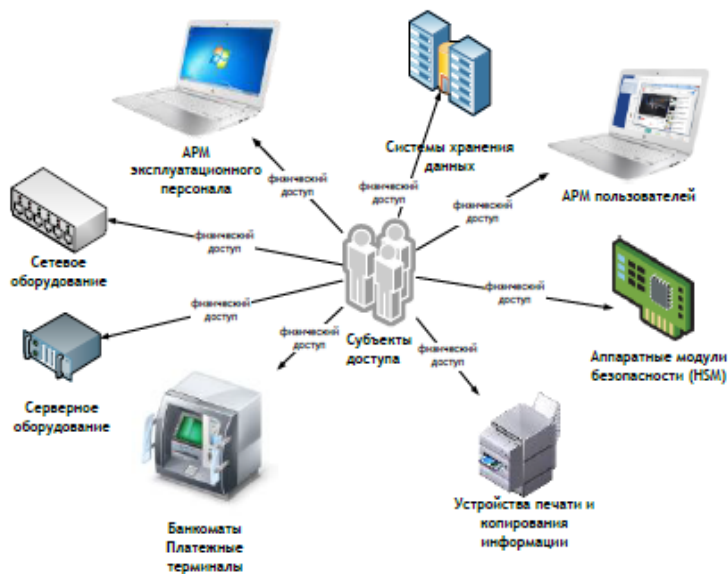 АРМ
эксплуатационного
персонала
Системы хранения
данных
АРМ пользователей
физический
доступ
физический
доступ
физический
доступ
Сетевое
оборудование
физический
доступ
физический
доступ
физический
доступ
Субъекты
доступа
физический
доступ
физический
доступ
Серверное
оборудование
Аппаратные модули
безопасности (HSM)
Банкоматы
Платежные
терминалы
Устройства печати и
копирования
информации